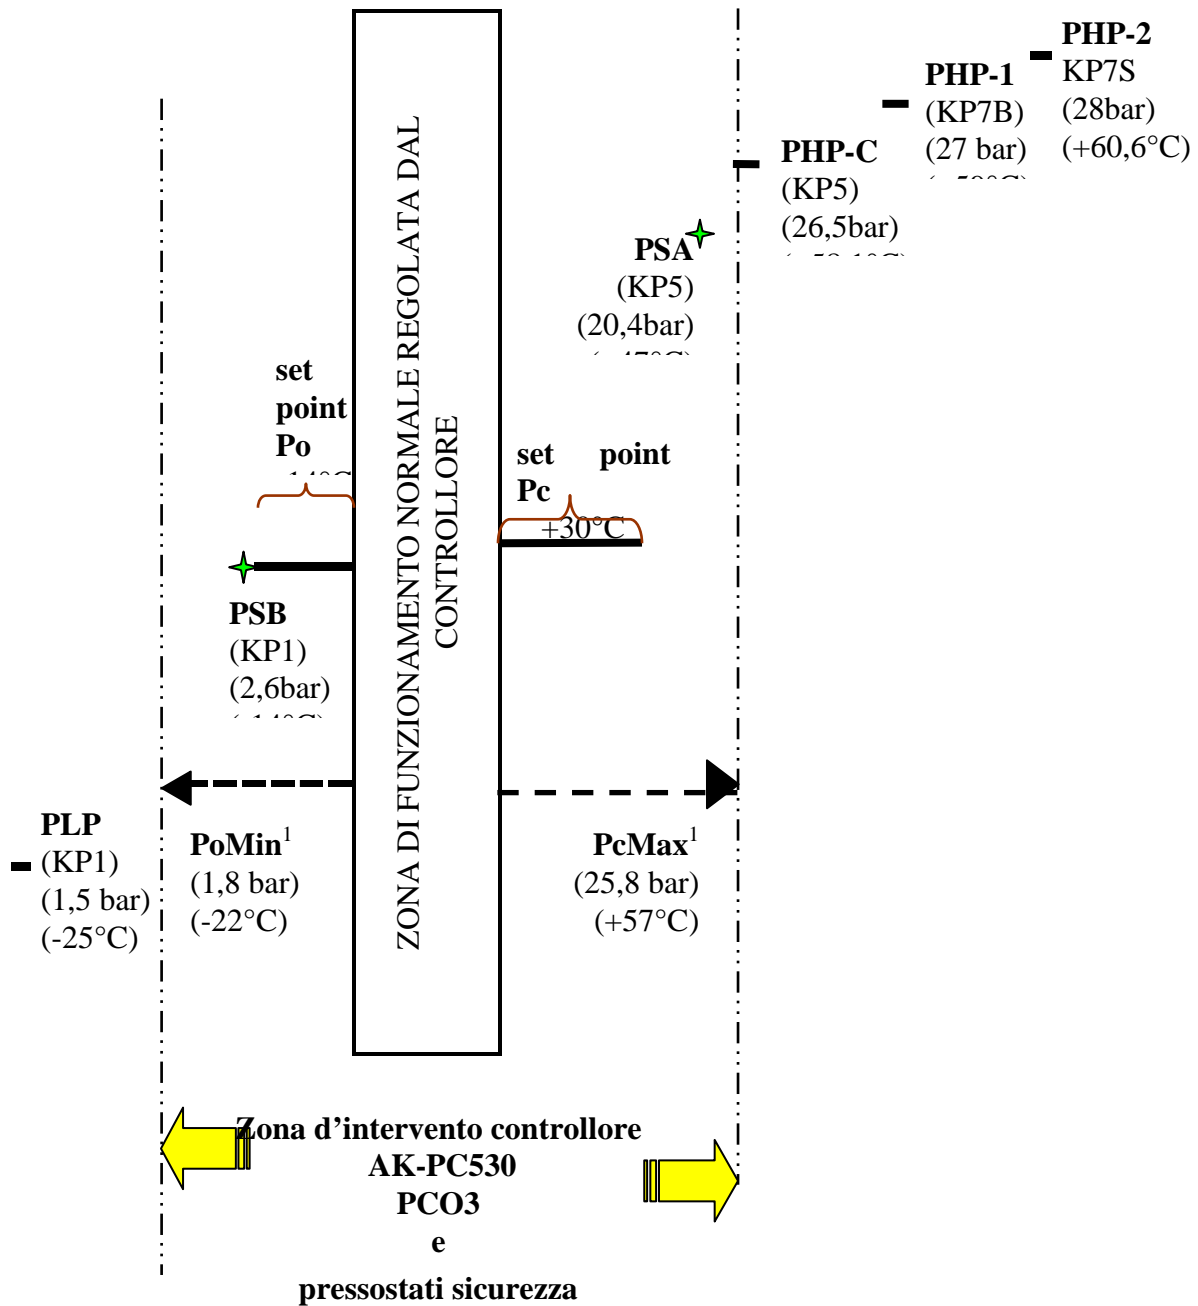 PHP-2
KP7S
(28bar)
(+60,6°C)
PHP-1
(KP7B)
(27 bar)
PHP-C
(KP5)
(26,5bar)
PSA
(KP5)
(20,4bar)
set
point
Po
ZONA DI FUNZIONAMENTO NORMALE REGOLATA DAL
CONTROLLORE
set point
Pc
+30°C
PSB
(KP1)
(2,6bar)
PLP
(KP1)
(1,5 bar)
(-25°C)
PoMin¹
(1,8 bar)
(-22°C)
PcMax¹
(25,8 bar)
(+57°C)
Zona d’intervento controllore
AK-PC530
PCO3
e
pressostati sicurezza